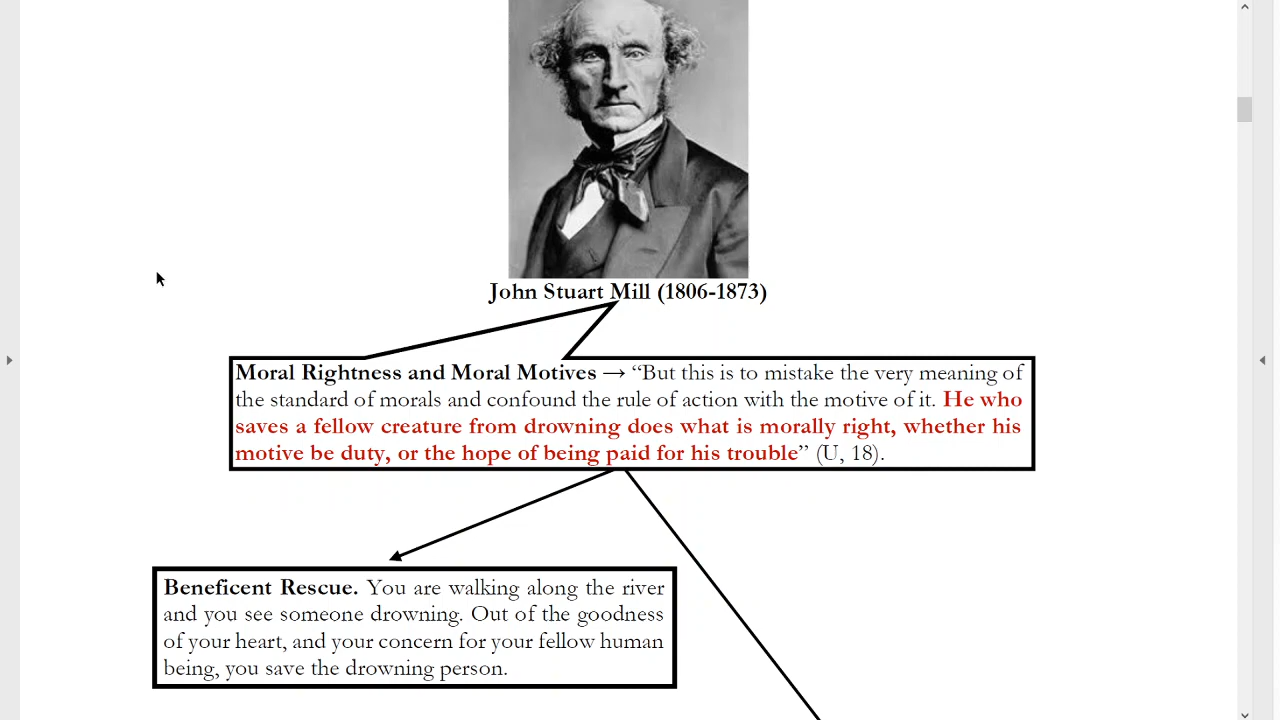 John Stuart Mill (1806-1873)
Moral Rightness and Moral Motives → “But this is to mistake the very meaning of
the standard of morals and confound the rule of action with the motive of it. He who
saves a fellow creature from drowning does what is morally right, whether his
motive be duty, or the hope of being paid for his trouble” (U, 18).
Beneficent Rescue. You are walking along the river
and you see someone drowning. Out of the goodness
of your heart, and your concern for your fellow human
being, you save the drowning person.